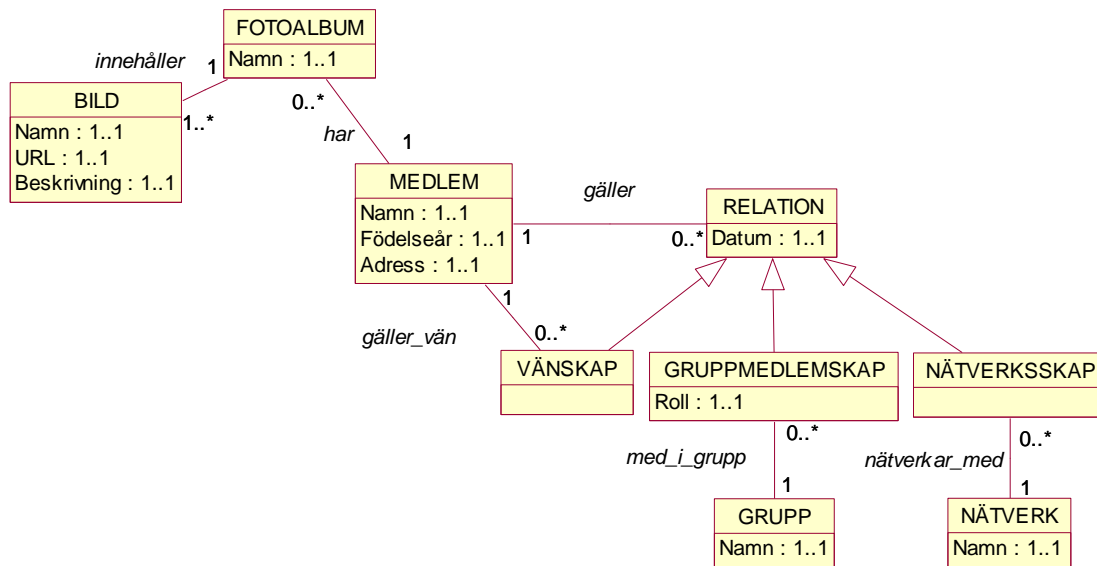 FOTOALBUM
Namn : 1..1
innehåller
1
1..*
BILD
Namn : 1..1
URL : 1..1
Beskrivning : 1..1
0..*
har
1
MEDLEM
Namn : 1..1
Födelseår : 1..1
Adress : 1..1
gäller
1
0..*
RELATION
Datum : 1..1
1
0..*
gäller_vän
VÄNSKAP
GRUPPMEDLEMSKAP
Roll : 1..1
NÄTVERKSSKAP
0..*
med_i_grupp
1
0..*
nätverkar_med
1
GRUPP
Namn : 1..1
NÄTVERK
Namn : 1..1